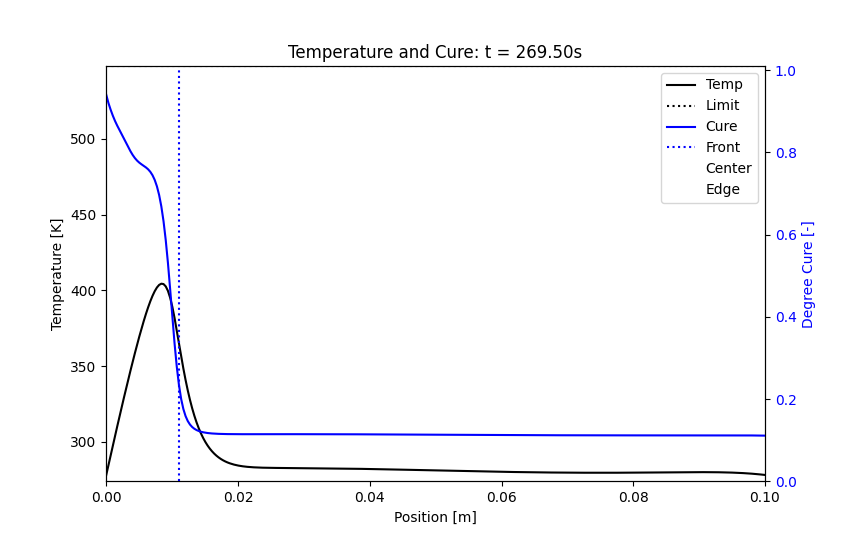 Temperature and Cure: t = 269.50s
Temp
Limit
Cure
Front
Center
Edge
Temperature [K]
500
450
400
350
300
Degree Cure [-]
1.0
0.8
0.6
0.4
0.2
0.0
0.00 0.02 0.04 0.06 0.08 0.10
Position [m]